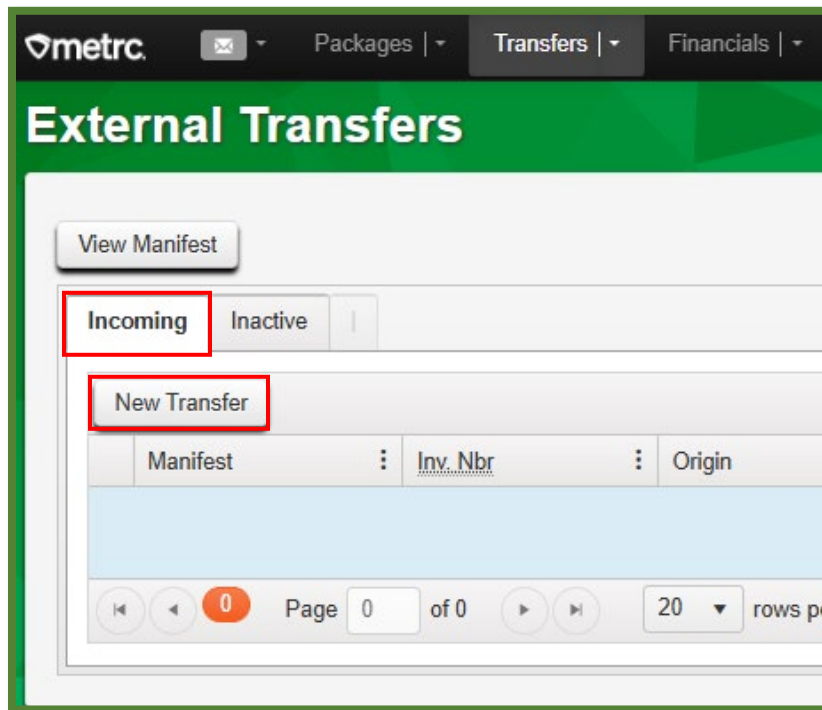 metrc. Packages | Transfers | Financials |
External Transfers
View Manifest
Incoming Inactive
New Transfer
Manifest Inv. Nbr Origin
0 Page 0 of 0 20 rows